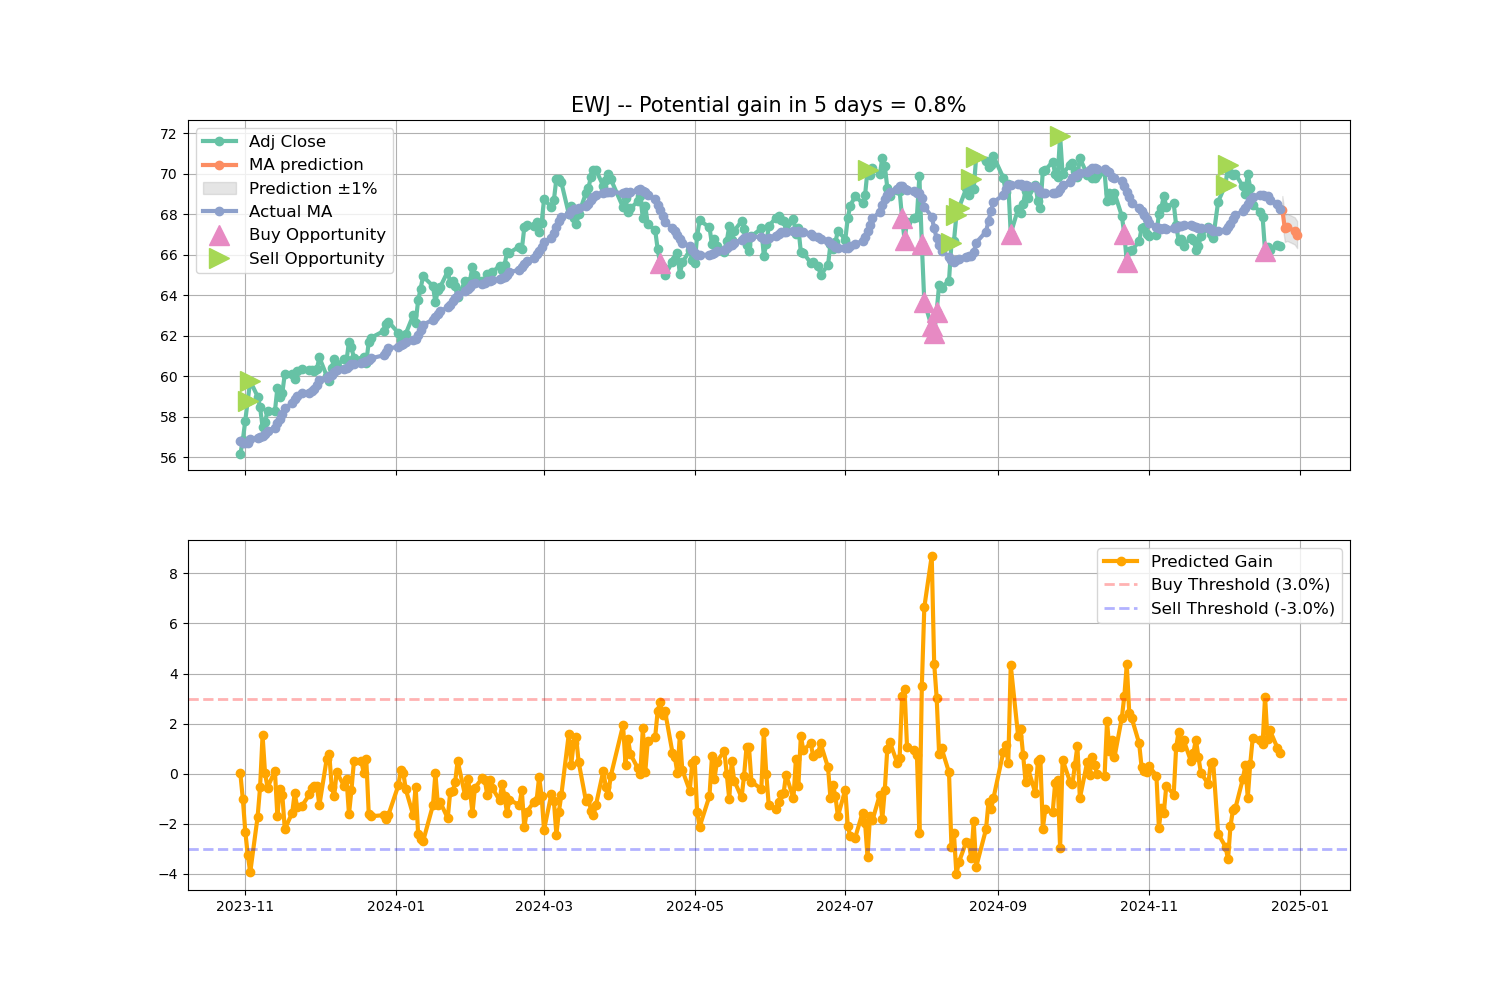 EWJ -- Potential gain in 5 days = 0.8%
72
70
68
66
64
62
60
58
56
Adj Close
MA prediction
Prediction ±1%
Actual MA
Buy Opportunity
Sell Opportunity
8
6
4
2
0
−2
−4
Predicted Gain
Buy Threshold (3.0%)
Sell Threshold (-3.0%)
2023-11
2024-01
2024-03
2024-05
2024-07
2024-09
2024-11
2025-01